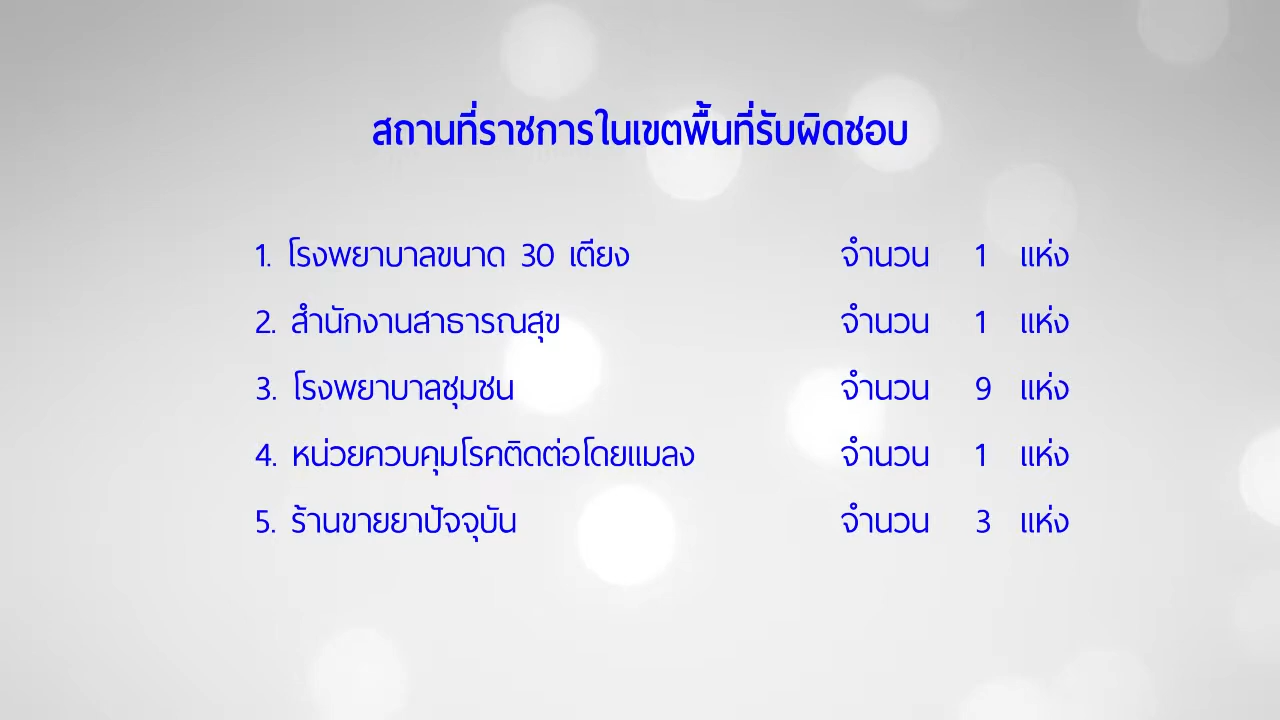 สถานที่ราชการในเขตพื้นที่รับผิดชอบ
1. โรงพยาบาลขนาด 30 เตียง จำนวน 1 แห่ง
2. สำนักงานสาธารณสุข จำนวน 1 แห่ง
3. โรงพยาบาลชุมชน จำนวน 9 แห่ง
4. หน่วยควบคุมโรคติดต่อโดยแมลง จำนวน 1 แห่ง
5. ร้านขายยาปัจจุบัน จำนวน 3 แห่ง